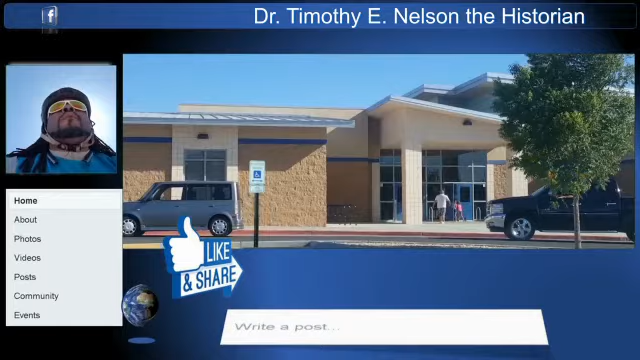 f
Dr. Timothy E. Nelson the Historian
Home
About
Photos
Videos
Posts
Community
Events
LIKE
& SHARE
Write a post...